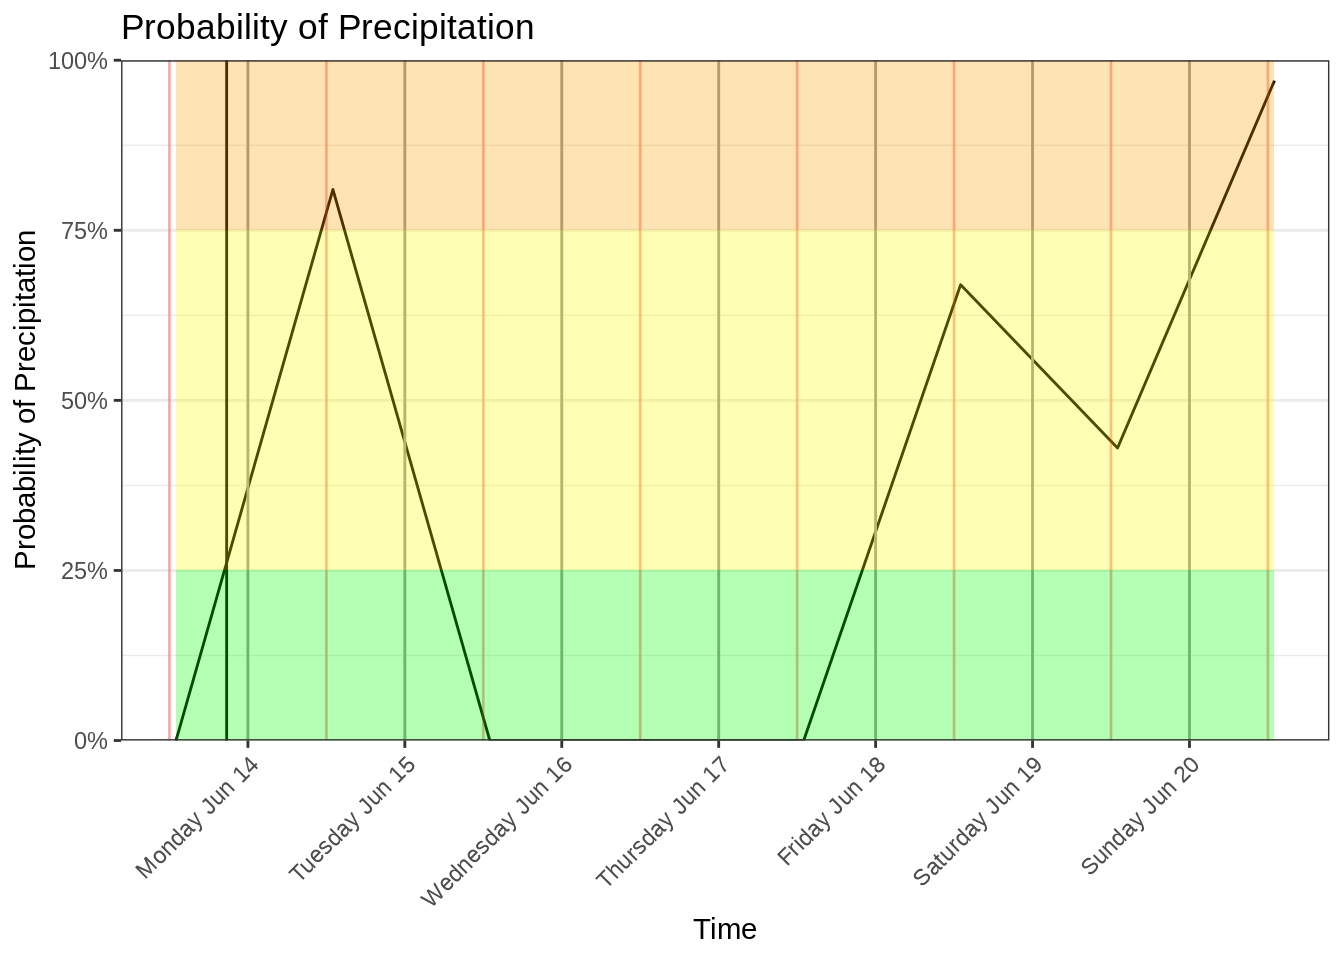 Probability of Precipitation
100%
75%
50%
25%
0%
Probability of Precipitation
Monday Jun 14
Tuesday Jun 15
Wednesday Jun 16
Thursday Jun 17
Friday Jun 18
Saturday Jun 19
Sunday Jun 20
Time